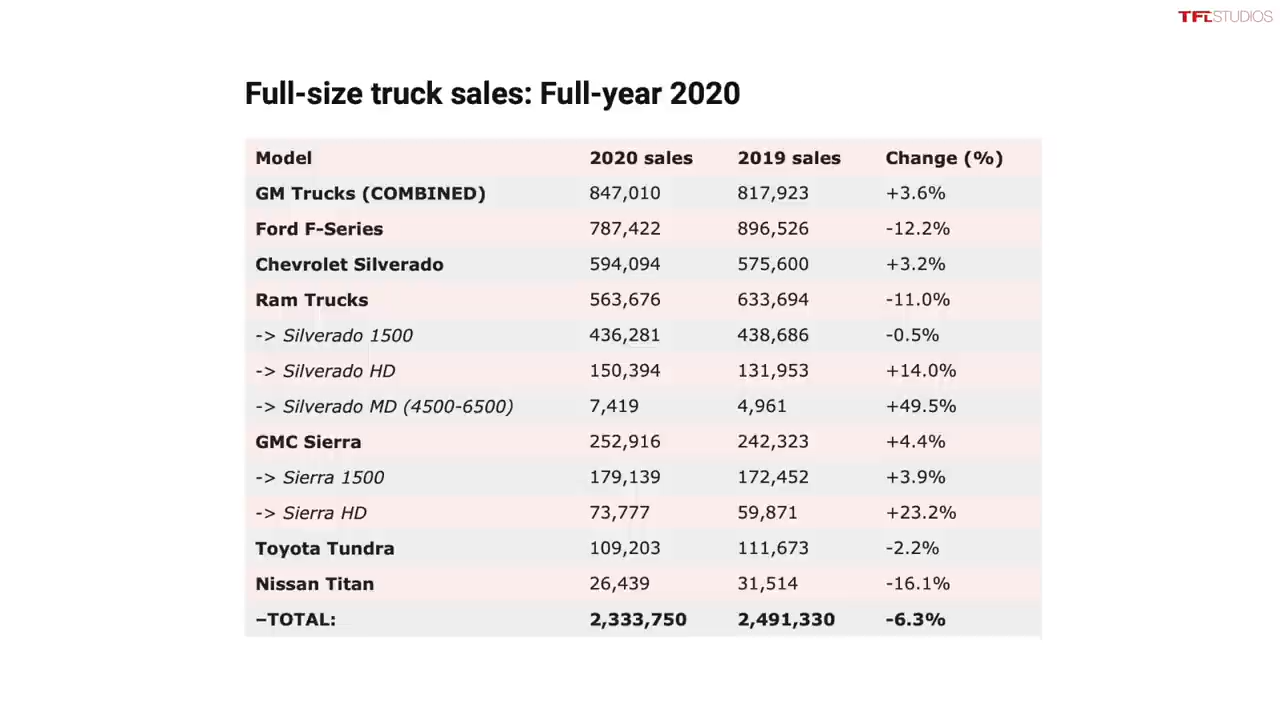 TFLSTUDIOS
Full-size truck sales: Full-year 2020
Model 2020 sales 2019 sales Change (%)
GM Trucks (COMBINED) 847,010 817,923 +3.6%
Ford F-Series 787,422 896,526 -12.2%
Chevrolet Silverado 594,094 575,600 +3.2%
Ram Trucks 563,676 633,694 -11.0%
-> Silverado 1500 436,281 438,686 -0.5%
-> Silverado HD 150,394 131,953 +14.0%
-> Silverado MD (4500-6500) 7,419 4,961 +49.5%
GMC Sierra 252,916 242,323 +4.4%
-> Sierra 1500 179,139 172,452 +3.9%
-> Sierra HD 73,777 59,871 +23.2%
Toyota Tundra 109,203 111,673 -2.2%
Nissan Titan 26,439 31,514 -16.1%
–TOTAL: 2,333,750 2,491,330 -6.3%